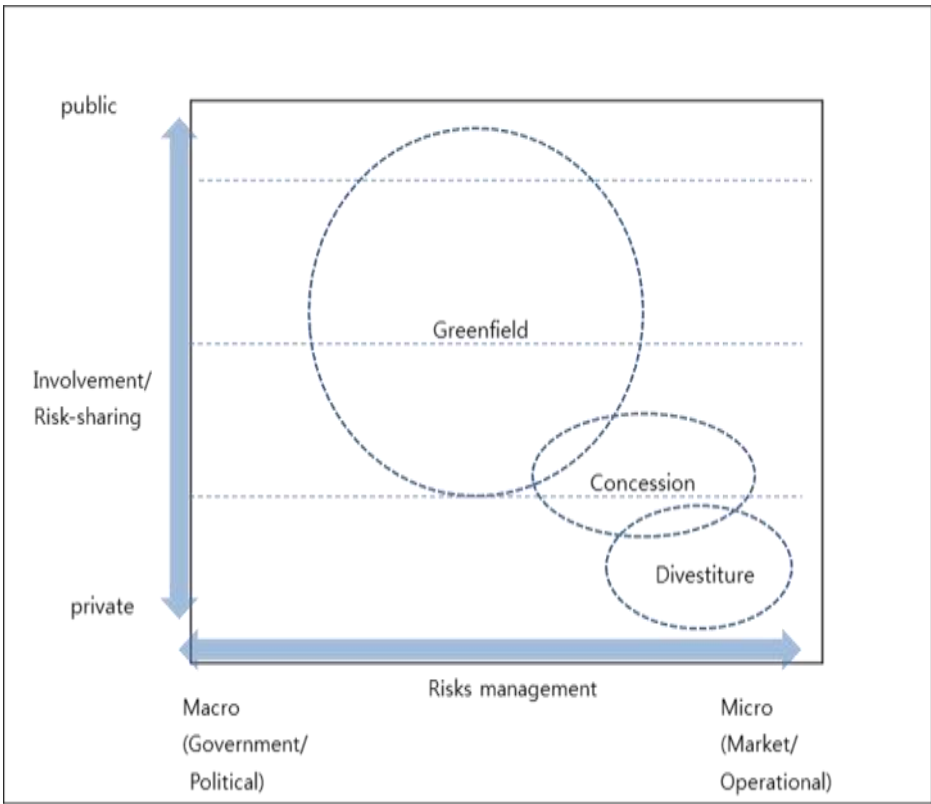 public
Greenfield
Involvement/
Risk-sharing
Concession
Divestiture
private
Risks management
Macro
(Government/
Political)
Micro
(Market/
Operational)